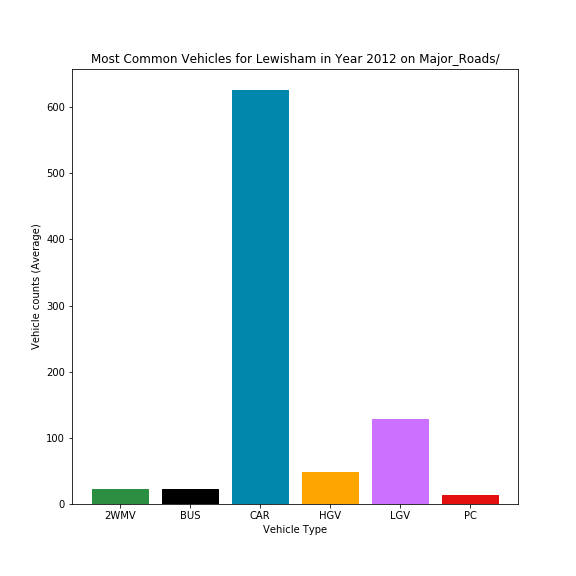 Most Common Vehicles for Lewisham in Year 2012 on Major_Roads/
600
500
400
300
200
100
0
Vehicle counts (Average)
2WMV BUS CAR HGV LGV PC
Vehicle Type